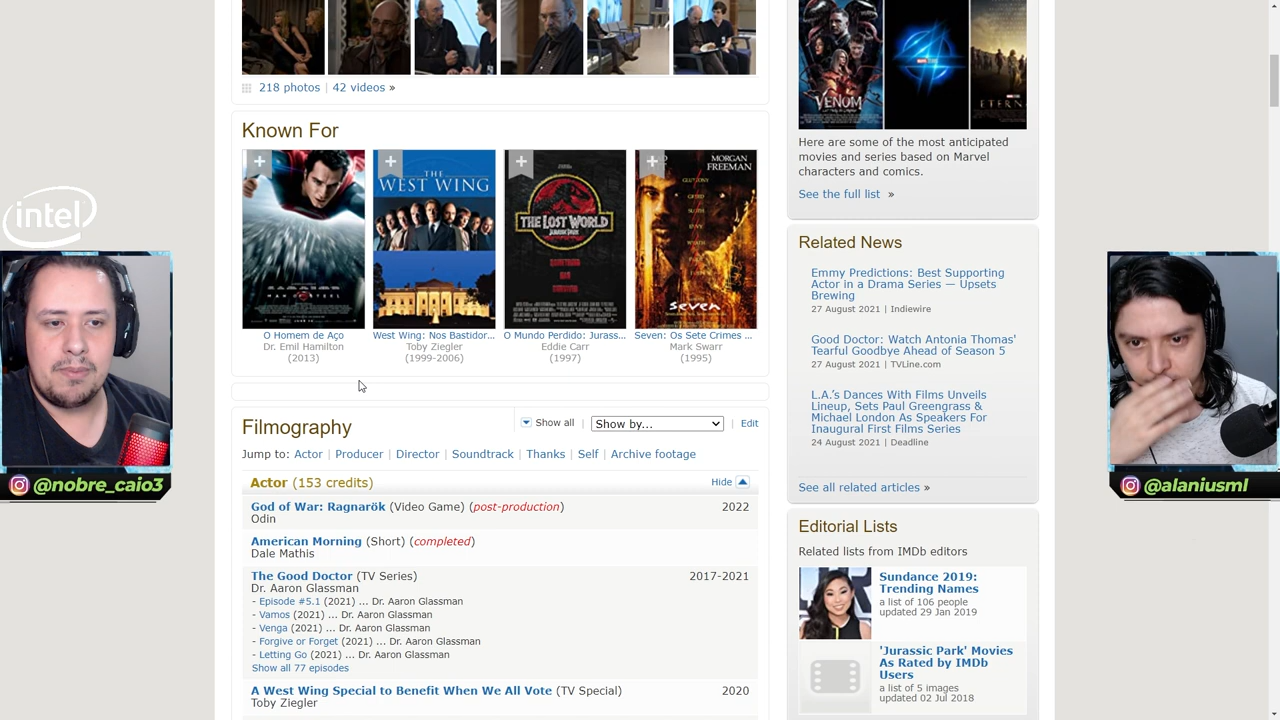 218 photos | 42 videos »
Known For
THE
WEST WING
THE LOST WORLD
JURASSIC PARK
MORGAN
FREEMAN
GLUTTONY
GREED
SLOTH
ENVY
WRATH
PRIDE
LUST
MAN OF STEEL
Seven
O Homem de Aço
Dr. Emil Hamilton
(2013)
West Wing: Nos Bastidor...
Toby Ziegler
(1999-2006)
O Mundo Perdido: Jurass...
Eddie Carr
(1997)
Seven: Os Sete Crimes ...
Mark Swarr
(1995)
Filmography
Show all | Show by... | Edit
Jump to: Actor | Producer | Director | Soundtrack | Thanks | Self | Archive footage
Actor (153 credits)
Hide
God of War: Ragnarök (Video Game) (post-production) 2022
Odin
American Morning (Short) (completed)
Dale Mathis
The Good Doctor (TV Series) 2017-2021
Dr. Aaron Glassman
- Episode #5.1 (2021) ... Dr. Aaron Glassman
- Vamos (2021) ... Dr. Aaron Glassman
- Venga (2021) ... Dr. Aaron Glassman
- Forgive or Forget (2021) ... Dr. Aaron Glassman
- Letting Go (2021) ... Dr. Aaron Glassman
Show all 77 episodes
A West Wing Special to Benefit When We All Vote (TV Special) 2020
Toby Ziegler
VENOM
ETERN
Here are some of the most anticipated
movies and series based on Marvel
characters and comics.
See the full list »
Related News
Emmy Predictions: Best Supporting
Actor in a Drama Series — Upsets
Brewing
27 August 2021 | Indiewire
Good Doctor: Watch Antonia Thomas'
Tearful Goodbye Ahead of Season 5
27 August 2021 | TVLine.com
L.A.'s Dances With Films Unveils
Lineup, Sets Paul Greengrass &
Michael London As Speakers For
Inaugural First Films Series
24 August 2021 | Deadline
See all related articles »
Editorial Lists
Related lists from IMDb editors
Sundance 2019:
Trending Names
a list of 106 people
updated 29 Jan 2019
'Jurassic Park' Movies
As Rated by IMDb
Users
a list of 5 images
updated 02 Jul 2018
intel
@nobre_caio3
@alaniusml